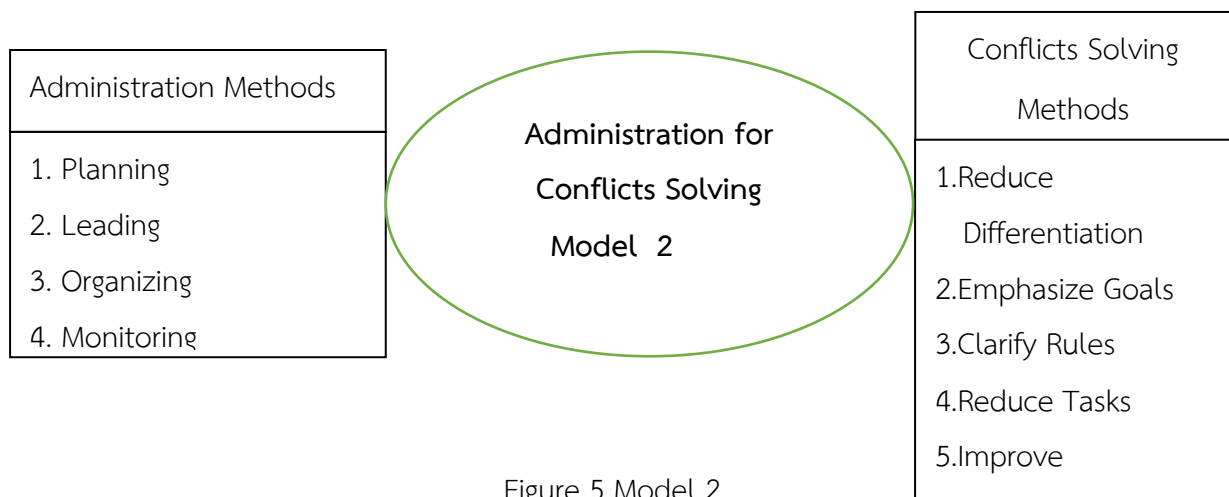 Administration Methods
1. Planning
2. Leading
3. Organizing
4. Monitoring
Administration for
Conflicts Solving
Model 2
Conflicts Solving
Methods
1.Reduce
Differentiation
2.Emphasize Goals
3.Clarify Rules
4.Reduce Tasks
5.Improve
Figure 5 Model 2